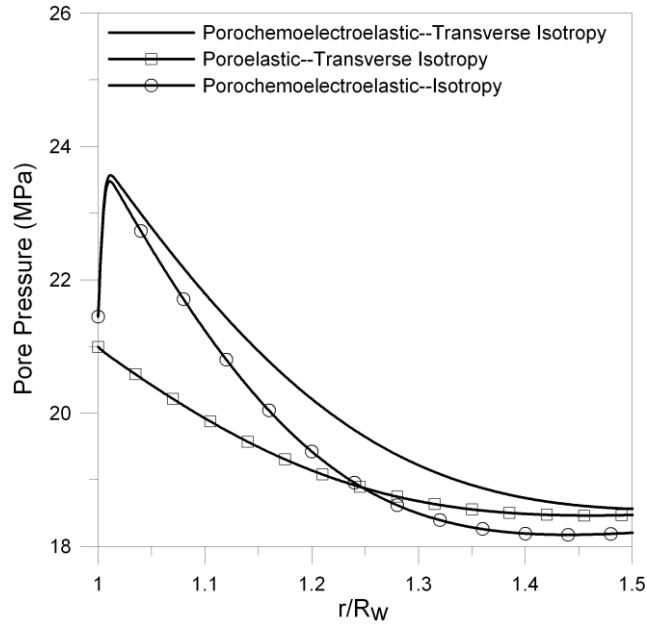 26
Porochemoelectroelastic--Transverse Isotropy
Poroelastic--Transverse Isotropy
Porochemoelectroelastic--Isotropy
24
Pore Pressure (MPa)
22
20
18
1 1.1 1.2 1.3 1.4 1.5
r/RW